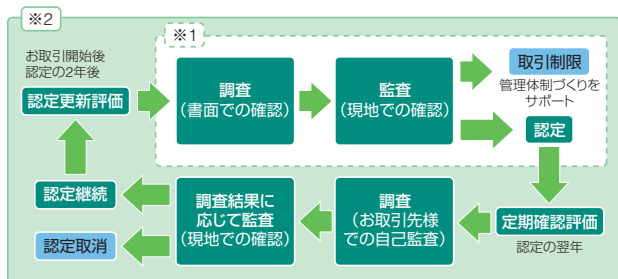 ※2
※1
お取引開始後
認定の2年後
認定更新評価
調査
（書面での確認）
監査
（現地での確認）
取引制限
管理体制づくりを
サポート
認定
定期確認評価
認定の翌年
調査
（お取引先様
での自己監査）
調査結果に
応じて監査
（現地での確認）
認定継続
認定取消